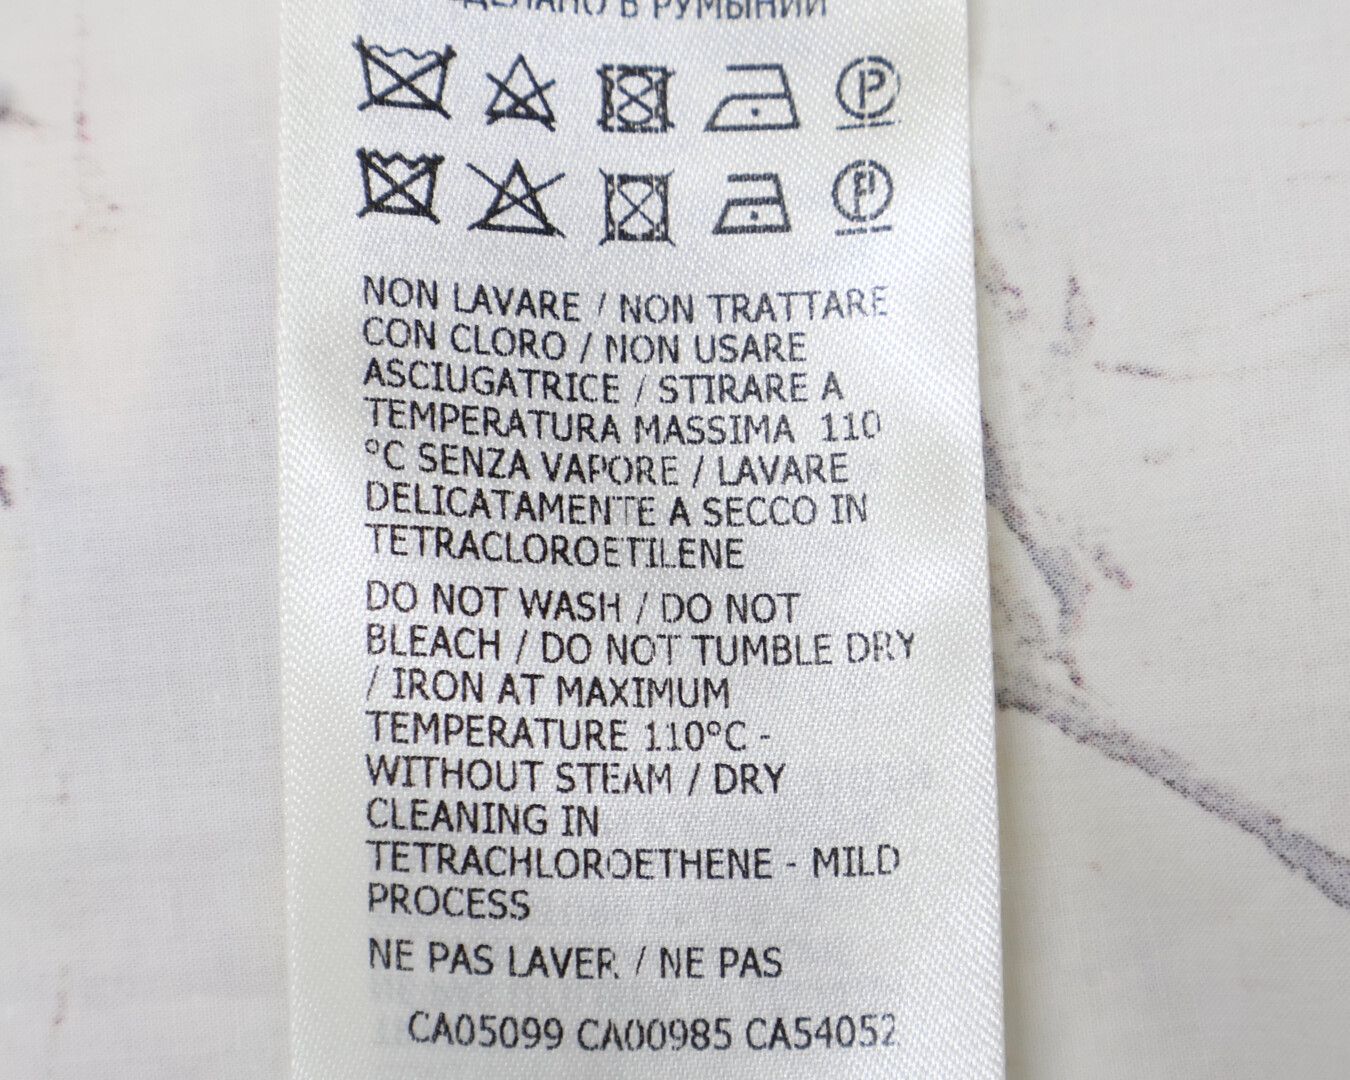 СДЕЛАНО В РУМЫНИИ
P
P
NON LAVARE / NON TRATTARE
CON CLORO / NON USARE
ASCIUGATRICE / STIRARE A
TEMPERATURA MASSIMA 110
°C SENZA VAPORE / LAVARE
DELICATAMENTE A SECCO IN
TETRACLOROETILENE
DO NOT WASH / DO NOT
BLEACH / DO NOT TUMBLE DRY
/ IRON AT MAXIMUM
TEMPERATURE 110°C -
WITHOUT STEAM / DRY
CLEANING IN
TETRACHLOROETHENE - MILD
PROCESS
NE PAS LAVER / NE PAS
CA05099 CA00985 CA54052